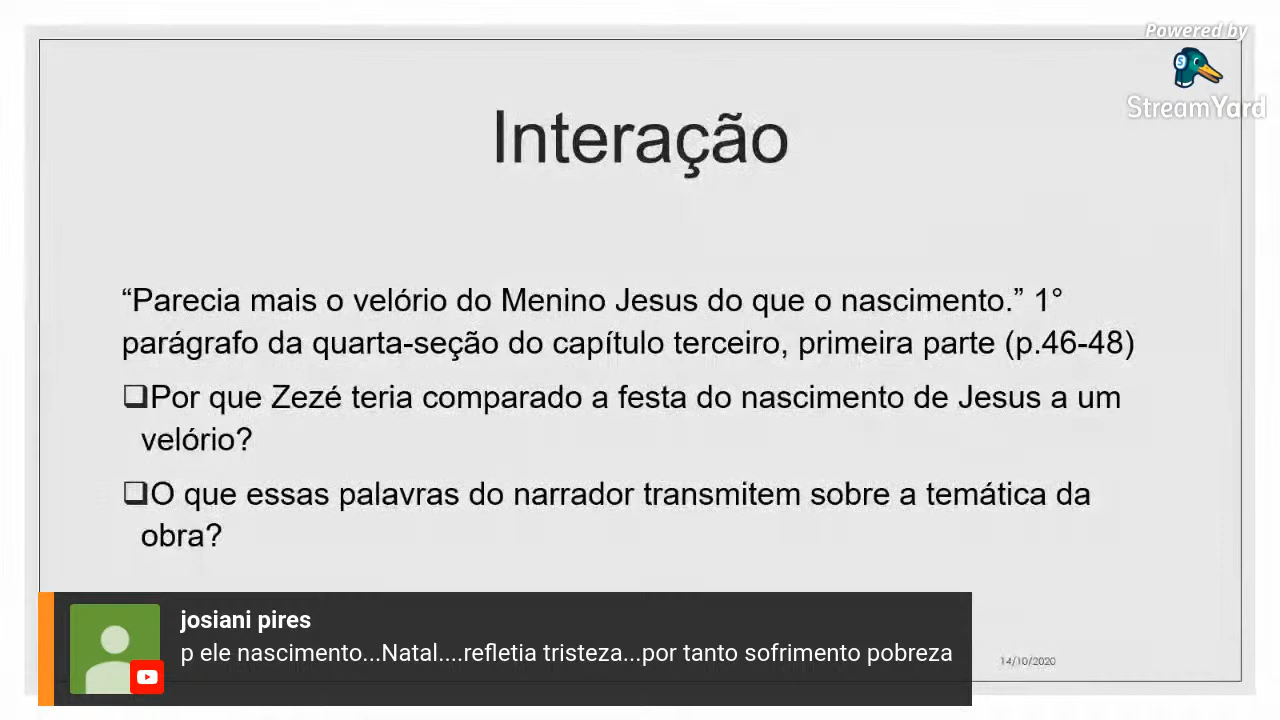 Powered by
StreamYard
Interação
“Parecia mais o velório do Menino Jesus do que o nascimento.” 1°
parágrafo da quarta-seção do capítulo terceiro, primeira parte (p.46-48)
❑Por que Zezé teria comparado a festa do nascimento de Jesus a um
velório?
❑O que essas palavras do narrador transmitem sobre a temática da
obra?
josiani pires
p ele nascimento...Natal....refletia tristeza...por tanto sofrimento pobreza
14/10/2020